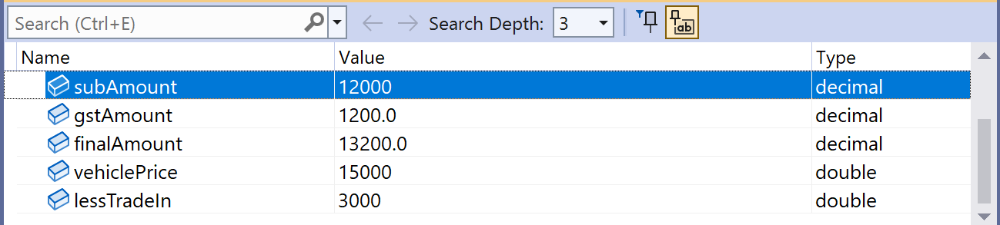 Search (Ctrl+E) Search Depth: 3 ab
Name Value Type
subAmount 12000 decimal
gstAmount 1200.0 decimal
finalAmount 13200.0 decimal
vehiclePrice 15000 double
lessTradeIn 3000 double